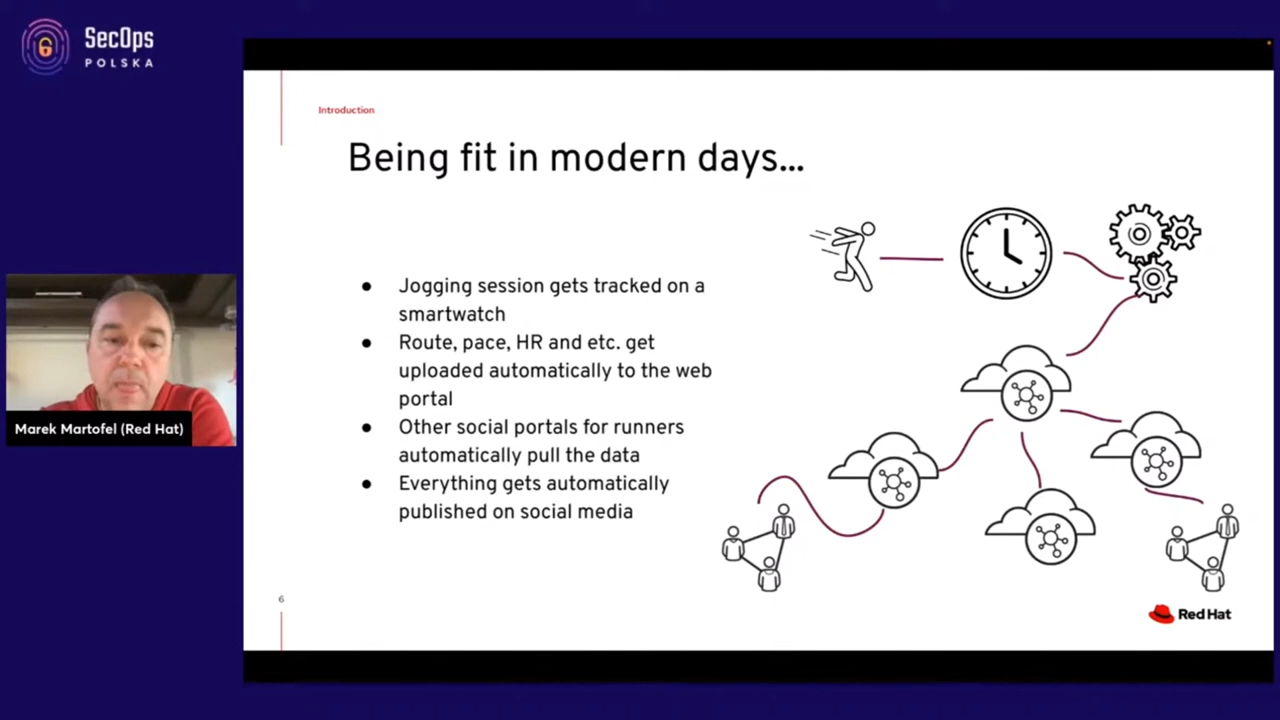 SecOps
POLSKA
Introduction
Being fit in modern days...
● Jogging session gets tracked on a
smartwatch
● Route, pace, HR and etc. get
uploaded automatically to the web
portal
● Other social portals for runners
automatically pull the data
● Everything gets automatically
published on social media
Marek Martofel (Red Hat)
6
Red Hat